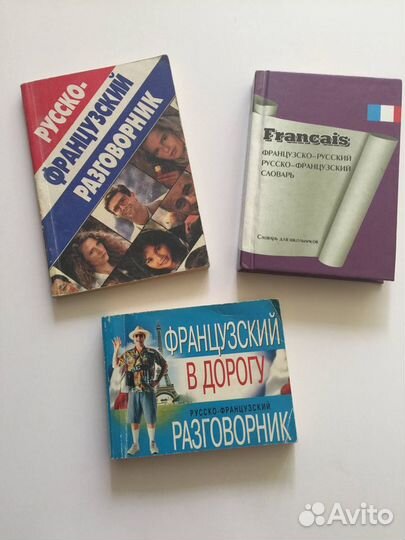 РУССКО-
ФРАНЦУЗСКИЙ
РАЗГОВОРНИК
Français
ФРАНЦУЗСКО-РУССКИЙ
РУССКО-ФРАНЦУЗСКИЙ
СЛОВАРЬ
Словарь для школьников
ФРАНЦУЗСКИЙ
В ДОРОГУ
РУССКО-ФРАНЦУЗСКИЙ
РАЗГОВОРНИК
Avito